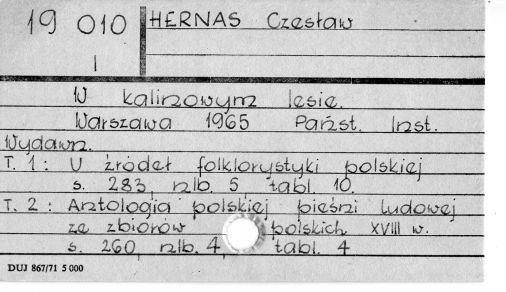 19 010 HERNAS Czesław
I
W kalinowym lesie.
Warszawa 1965 Państ. Inst.
Wydawn.
T. 1: U źródeł folklorystyki polskiej
s. 283, nlb. 5, tabl. 10.
T. 2: Antologia polskiej pieśni ludowej
ze zbiorów polskich XVIII w.
s. 260, nlb. 4, tabl. 4
DUJ 867/71 5 000